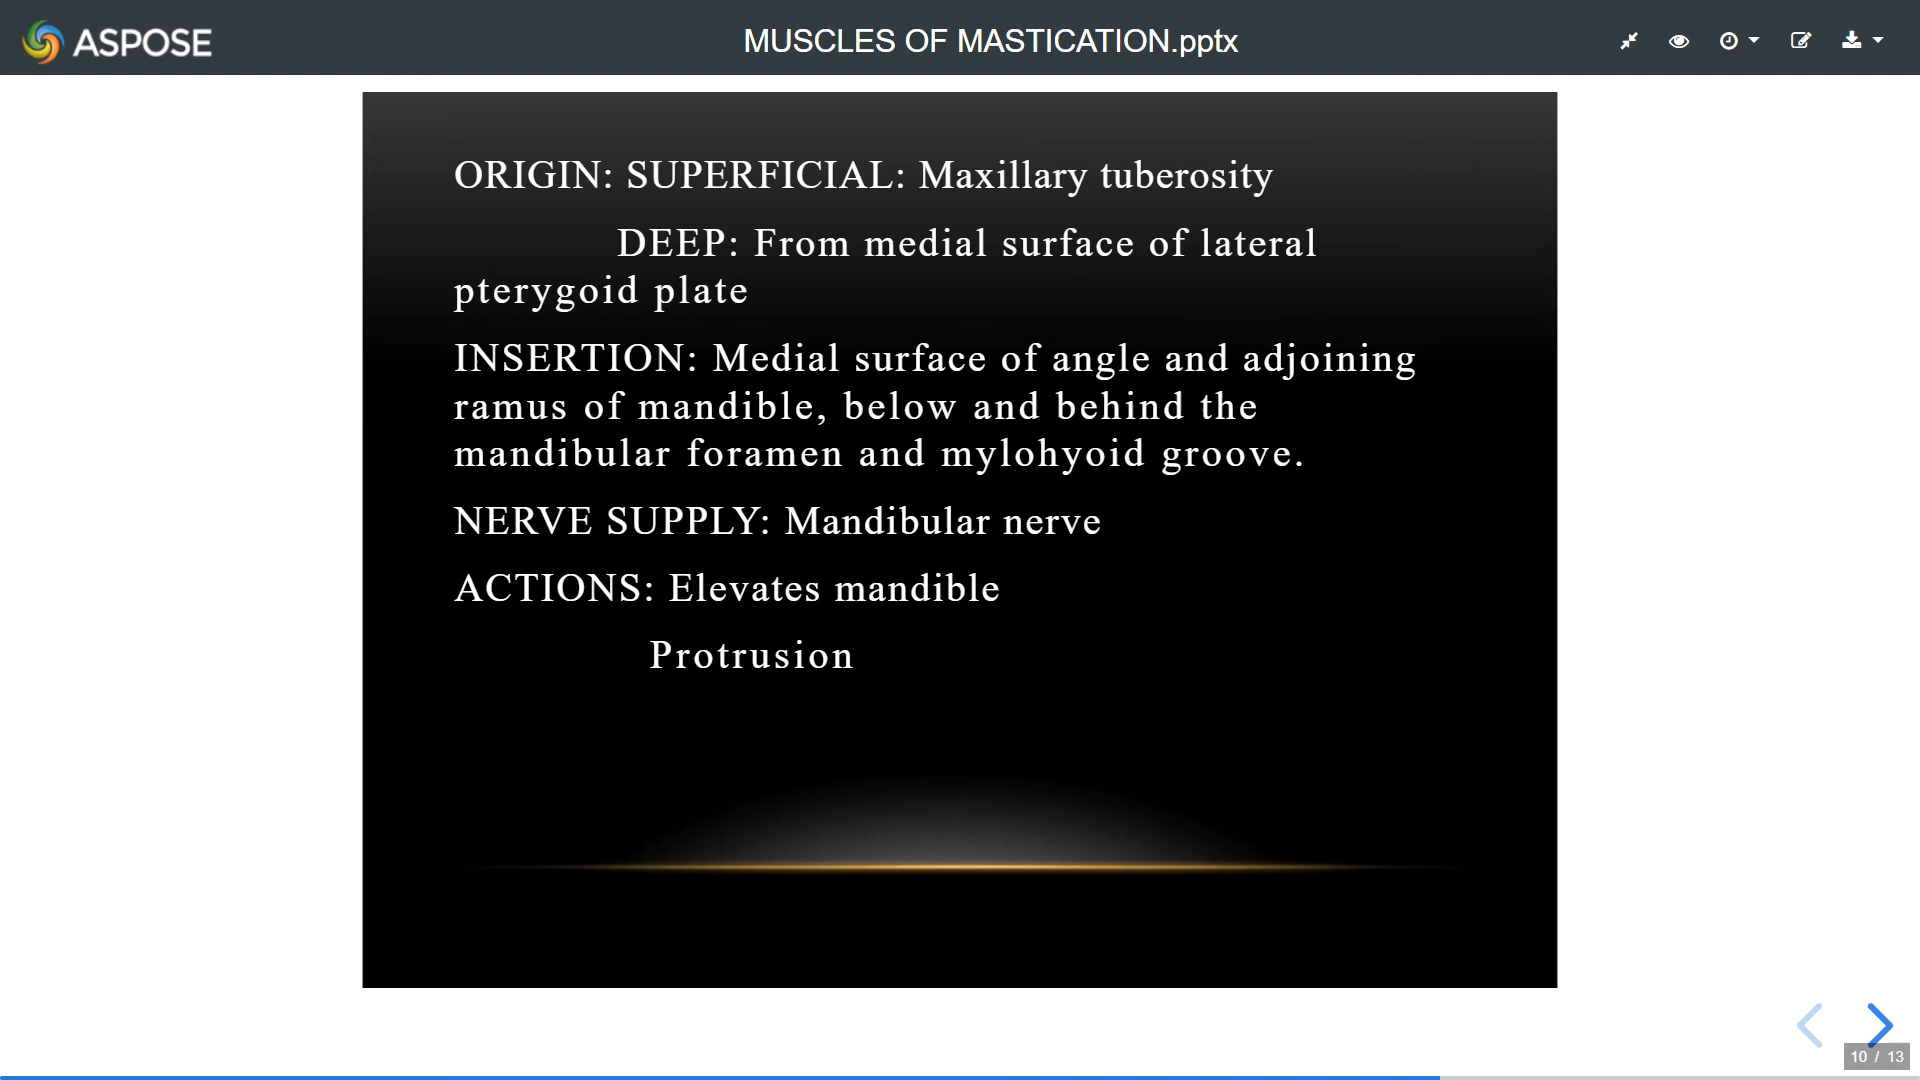 ASPOSE
MUSCLES OF MASTICATION.pptx
ORIGIN: SUPERFICIAL: Maxillary tuberosity
DEEP: From medial surface of lateral
pterygoid plate
INSERTION: Medial surface of angle and adjoining
ramus of mandible, below and behind the
mandibular foramen and mylohyoid groove.
NERVE SUPPLY: Mandibular nerve
ACTIONS: Elevates mandible
Protrusion
10 / 13